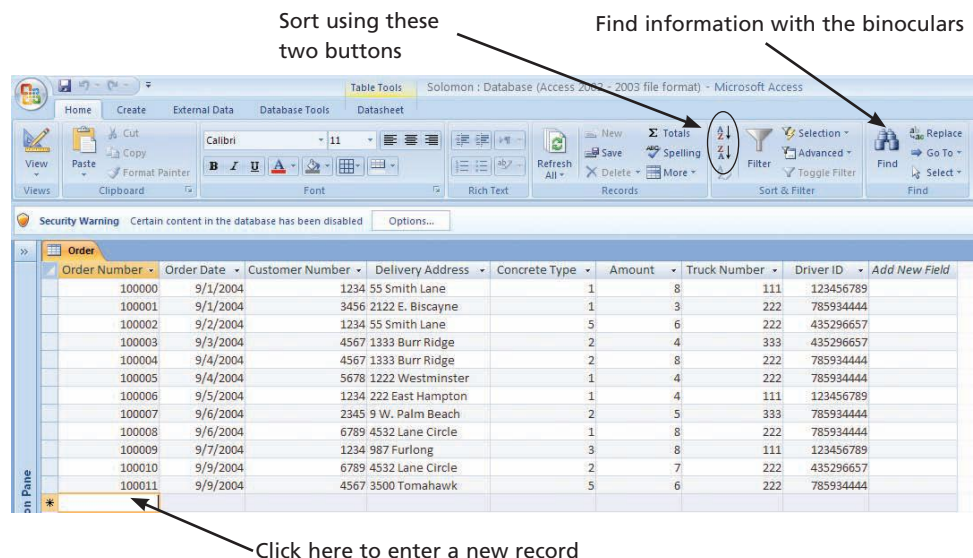 Sort using these
two buttons
Find information with the binoculars
Table Tools Solomon : Database (Access 2002 - 2003 file format) - Microsoft Access
Home Create External Data Database Tools Datasheet
Cut
Copy
Format Painter
View
Paste
Calibri 11
B I U A
Refresh
All
New
Save
Delete
Totals
Spelling
More
Filter
Selection
Advanced
Toggle Filter
Find
Replace
Go To
Select
Views Clipboard Font Rich Text Records Sort & Filter Find
Security Warning Certain content in the database has been disabled Options...
Order
Order Number Order Date Customer Number Delivery Address Concrete Type Amount Truck Number Driver ID Add New Field
100000 9/1/2004 1234 55 Smith Lane 1 8 111 123456789
100001 9/1/2004 3456 2122 E. Biscayne 1 3 222 785934444
100002 9/2/2004 1234 55 Smith Lane 5 6 222 435296657
100003 9/3/2004 4567 1333 Burr Ridge 2 4 333 435296657
100004 9/4/2004 4567 1333 Burr Ridge 2 8 222 785934444
100005 9/4/2004 5678 1222 Westminster 1 4 222 785934444
100006 9/5/2004 1234 222 East Hampton 1 4 111 123456789
100007 9/6/2004 2345 9 W. Palm Beach 2 5 333 785934444
100008 9/6/2004 6789 4532 Lane Circle 1 8 222 785934444
100009 9/7/2004 1234 987 Furlong 3 8 111 123456789
100010 9/9/2004 6789 4532 Lane Circle 2 7 222 435296657
100011 9/9/2004 4567 3500 Tomahawk 5 6 222 785934444
on Pane
Click here to enter a new record